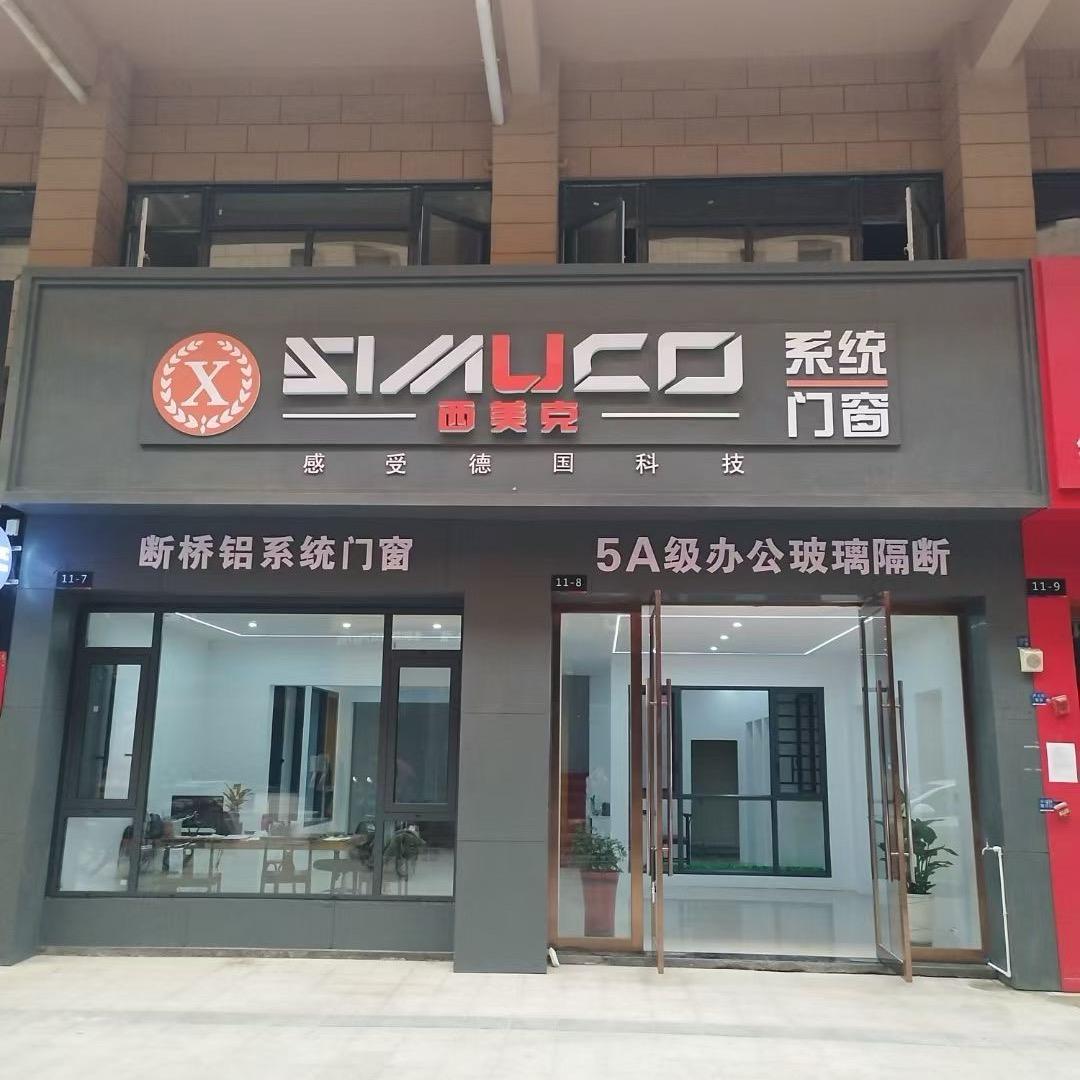 X
SIMUCO
西美克
系统
门窗
感受德国科技
断桥铝系统门窗
5A级办公玻璃隔断
11-7
11-8
11-9